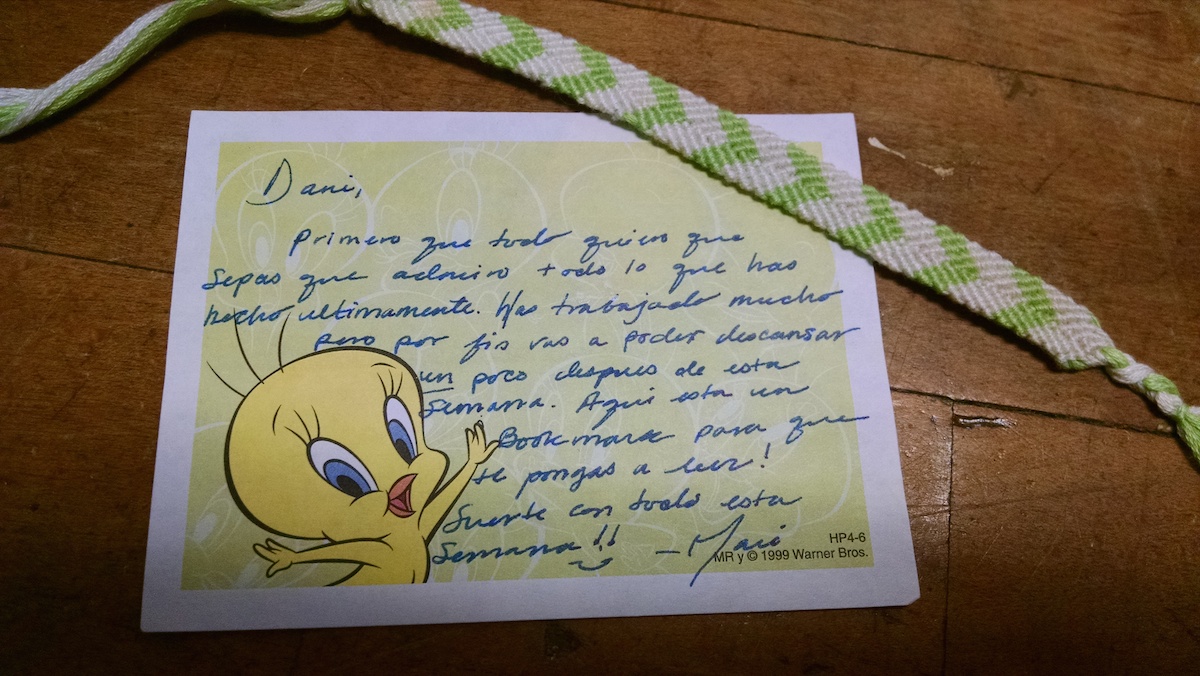 Dani,
Primero que todo quiero que
sepas que admiro todo lo que has
hecho ultimamente. Has trabajado mucho
pero por fin vas a poder descansar
un poco despues de esta
semana. Aqui esta un
Bookmark para que
te pongas a leer!
Suerte con todo esta
semana!!
–Mari
HP4-6
MR y © 1999 Warner Bros.